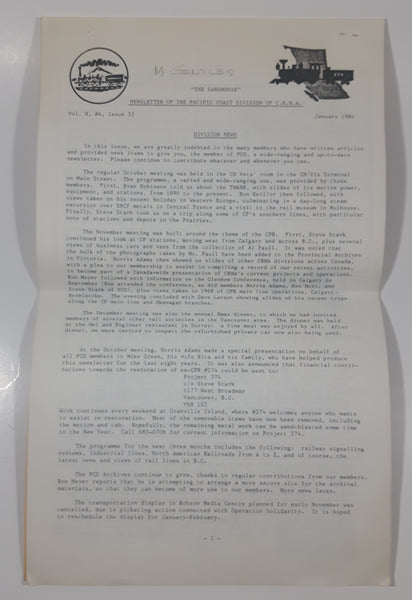 M GENTILES
"THE SANDHOUSE"
NEWSLETTER OF THE PACIFIC COAST DIVISION OF C.R.H.A.
Vol. 8, #4, Issue 32
January 1984
DIVISION NEWS
In this issue, we are greatly indebted to the many members who have written articles
and provided news items to give you, the member of PCD, a wide-ranging and up-to-date
newsletter. Please continue to contribute whatever and whenever you can.
The regular October meeting was held in the CN Vets' room in the CN/Via Terminal
on Main Street. The programme, a varied and wide-ranging one, was provided by three
members. First, Evan Robinson told us about the TH&BR, with slides of its motive power,
equipment, and stations, from 1890 to the present. Ron Keillor then followed, with
views taken on his recent Holiday in Western Europe, culminating in a day-long steam
excursion over SNCF metals in Central France and a visit to the rail museum in Mulhouse.
Finally, Steve Stark took us on a trip along some of CP's southern lines, with particular
note of stations and depots in the Prairies.
The November meeting was built around the theme of the CPR. First, Steve Stark
continued his look at CP stations, moving west from Calgary and across B.C., plus several
views of business cars and vans from the collection of Al Paull. It was noted that
the bulk of the photographs taken by Mr. Paull have been added to the Provincial Archives
in Victoria. Norris Adams then showed us slides of other CRHA divisions across Canada,
with a plea to our membership to assist in compiling a record of our recent activities,
to become part of a Canada-wide presentation of CRHA's current projects and operations.
Ron Meyer followed with information on the Glenbow Conference, held in Calgary in
September (Ron attended the conference, as did members Norris Adams, Ken Moir, and
Steve Stark of PCD), plus views taken in 1968 of CPR main line operations, Calgary to
Revelstoke. The evening concluded with Dave Larson showing slides of his recent trips
along the CP main line and Okanagan branches.
The December meeting was also the annual Xmas dinner, to which we had invited
members of several other rail societies in the Vancouver area. The dinner was held
at the Owl and Engineer restaurant in Surrey: a fine meal was enjoyed by all. After
dinner, we were invited to inspect the refurbished private car now also being used.
At the October meeting, Norris Adams made a special presentation on behalf of
all PCD members to Mike Green, his wife Rita and his family, who have helped produce
this newsletter for the last eight years. It was also announced that financial contri-
butions towards the restoration of ex-CPR #374 could be sent to:
Project 374
c/o Steve Stark
1177 Broadway
Vancouver, B.C.
Work continues every weekend at Granville Island, where #374 welcomes anyone who wants
to assist in restoration. Most of the removable items have now been removed, including
the motion and cab. Hopefully, the remaining metal work can be sand-blasted some time
in the New Year. Call for current information on Project 374.
The programme for the next three months includes the following: railway signalling
systems, industrial lines, North American Railroads from A to Z, and of course, the
latest news and views of rail lines in B.C.
The PCD Archives continue to grow, thanks to regular contributions from our members.
Ron Meyer reports that he is attempting to arrange a more secure site for the archival
materials, so that they can become of more use to our members. More news later.
The transportation display in Robson Media Centre planned for early November was
cancelled, due to picketing action connected with Operation Solidarity. It is hoped
to reschedule the display for January-February.
- 1 -